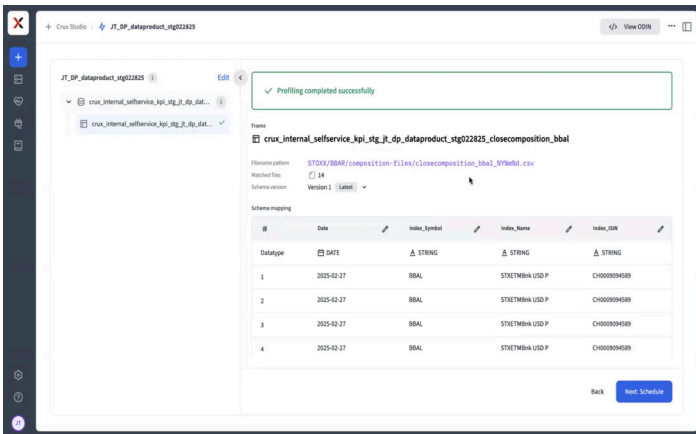 X
+ Crux Studio / JT_DP_dataproduct_stg022825
</> View ODIN ...
JT_DP_dataproduct_stg022825 1 Edit
crux_internal_selfservice_kpi_stg_jt_dp_dat... 1
crux_internal_selfservice_kpi_stg_jt_dp_dat...
Profiling completed successfully
Frame
crux_internal_selfservice_kpi_stg_jt_dp_dataproduct_stg022825_closecomposition_bbal
Filename pattern STOXX/BBAR/composition-files/closecomposition_bbal_%Y%m%d.csv
Matched files 14
Schema version Version 1 Latest
Schema mapping
# Date Index_Symbol Index_Name Index_ISIN
Datatype DATE A STRING A STRING A STRING
1 2025-02-27 BBAL STXETMBnk USD P CH0009094589
2 2025-02-27 BBAL STXETMBnk USD P CH0009094589
3 2025-02-27 BBAL STXETMBnk USD P CH0009094589
4 2025-02-27 BBAL STXETMBnk USD P CH0009094589
Back Next: Schedule
JT